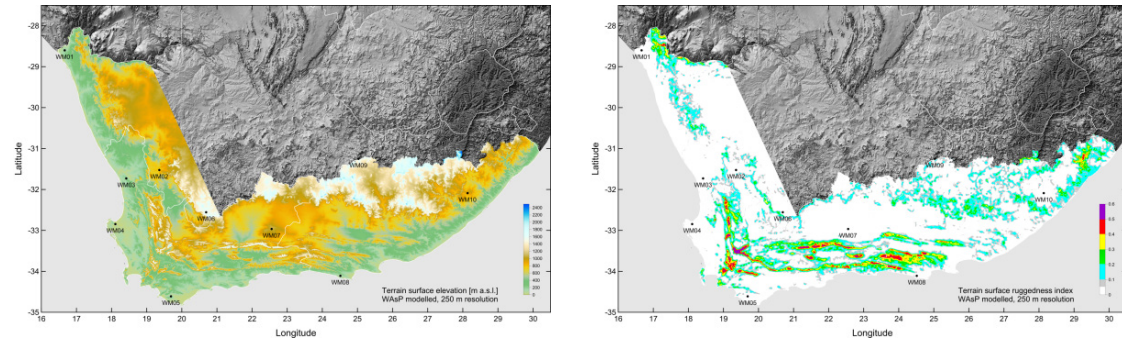 -28
-29
-30
-31
-32
-33
-34
-35
Latitude
WM01
WM02
WM03
WM04
WM05
WM06
WM07
WM08
WM09
WM10
2400
2200
2000
1800
1600
1400
1200
1000
800
600
400
200
0
Terrain surface elevation [m a.s.l.]
WAsP modelled, 250 m resolution
16 17 18 19 20 21 22 23 24 25 26 27 28 29 30
Longitude
-28
-29
-30
-31
-32
-33
-34
-35
Latitude
WM01
WM02
WM03
WM04
WM05
WM06
WM07
WM08
WM09
WM10
0.5
0.4
0.3
0.2
0.1
0
Terrain surface ruggedness index
WAsP modelled, 250 m resolution
16 17 18 19 20 21 22 23 24 25 26 27 28 29 30
Longitude